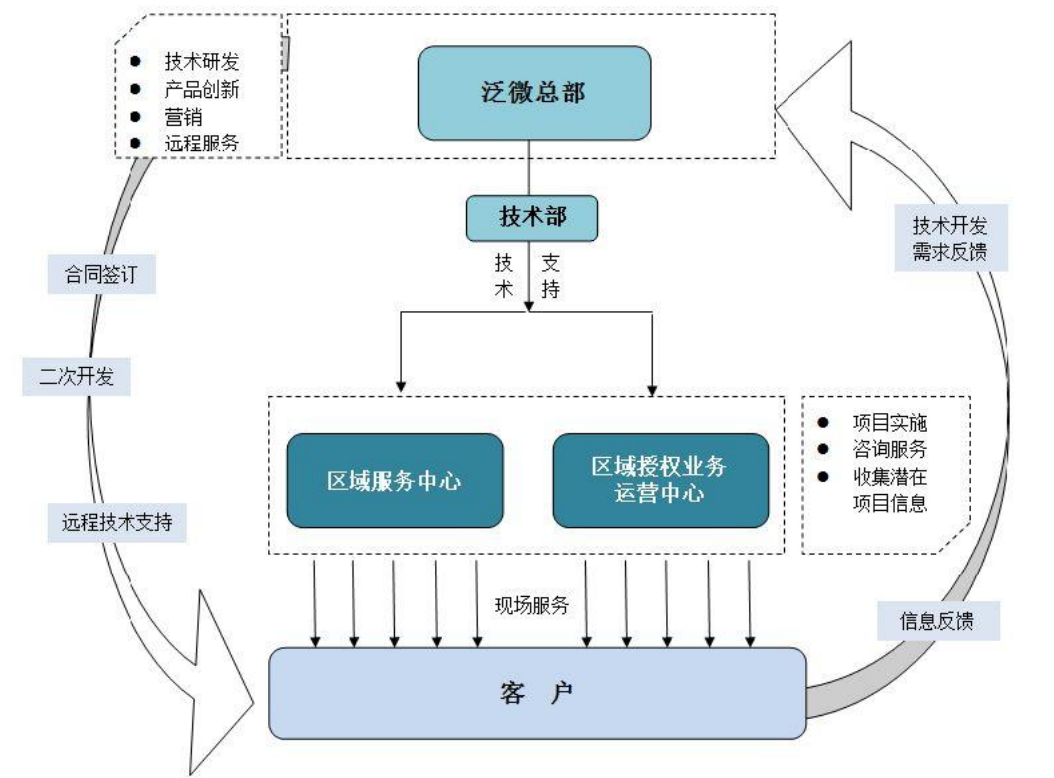 技术研发
产品创新
营销
远程服务
泛微总部
技术部
技术
支持
技术开发
需求反馈
合同签订
二次开发
区域服务中心
区域授权业务
运营中心
项目实施
咨询服务
收集潜在
项目信息
远程技术支持
现场服务
信息反馈
客 户